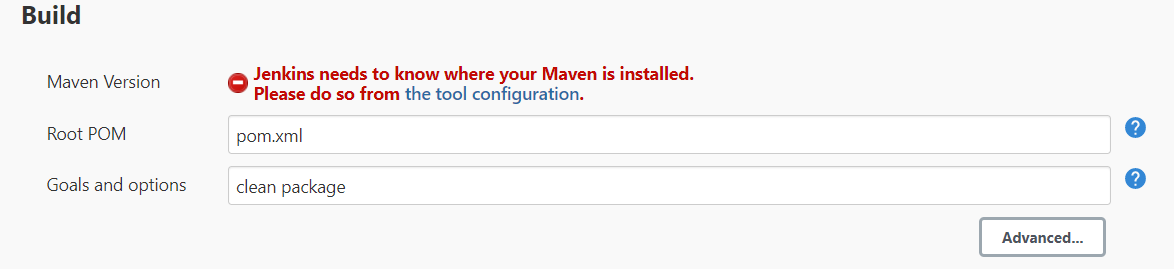 Build
Maven Version
Jenkins needs to know where your Maven is installed.
Please do so from the tool configuration.
Root POM
pom.xml
?
Goals and options
clean package
?
Advanced...